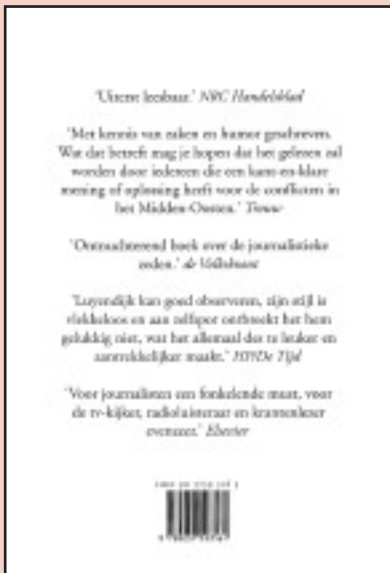 'Uiterst leesbaar.' NRC Handelsblad
'Met kennis van zaken en humor geschreven.
Wat dat betreft mag je hopen dat het gelezen zal
worden door iedereen die een kant-en-klare
mening of oplossing heeft voor de conflicten in
het Midden-Oosten.' Trouw
'Ontnuchterend boek over de journalistieke
zeden.' de Volkskrant
'Luyendijk kan goed observeren, zijn stijl is
vlekkeloos en aan zelfspot ontbreekt het hem
gelukkig niet, wat het allemaal des te leuker en
aantrekkelijker maakt.' HP/De Tijd
'Voor journalisten een fonkelende must, voor
de tv-kijker, radioluisteraar en krantenlezer
evenzeer.' Elsevier